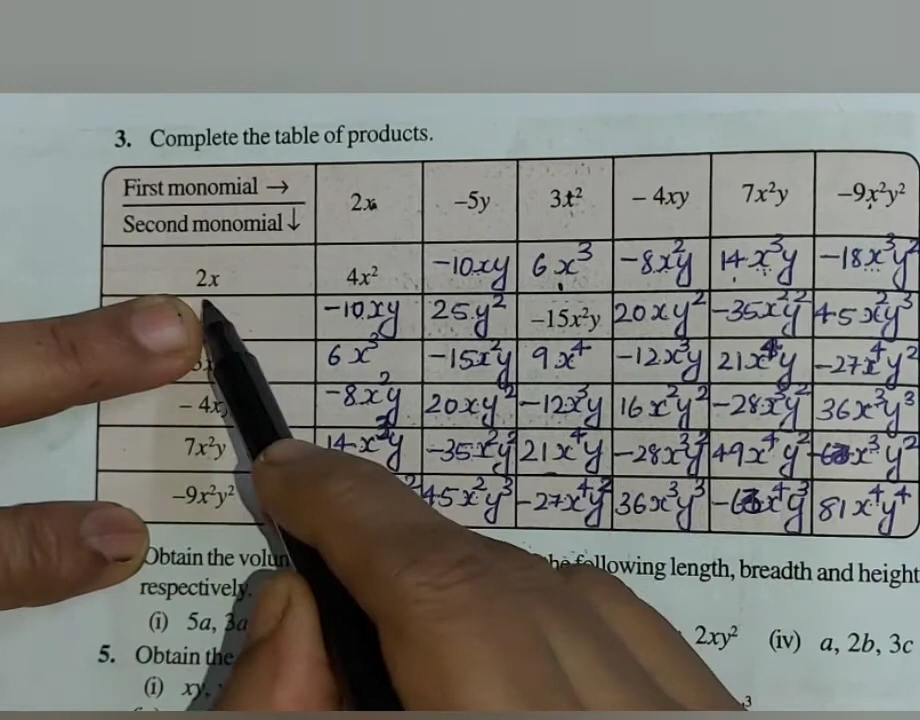 3. Complete the table of products.
First monomial → 2x -5y 3x² - 4xy 7x²y -9x²y²
Second monomial ↓
2x 4x² -10xy 6x³ -8x²y 14x³y -18x³y²
-10xy 25y² -15x²y 20xy² -35x²y² 45x²y³
6x³ -15x²y 9x⁴ -12x³y 21x⁴y -27x⁴y²
- 4x -8x²y 20xy² -12x³y 16x²y² -28x³y² 36x³y³
7x²y 14x³y -35x²y² 21x⁴y -28x³y² 49x⁴y²
-9x²y² 45x²y³ -27x⁴y² 36x³y³ 81x⁴y⁴
Obtain the following length, breadth and height
respectively.
(i) 5a, 2xy² (iv) a, 2b, 3c
5. Obtain the
(i) xy,